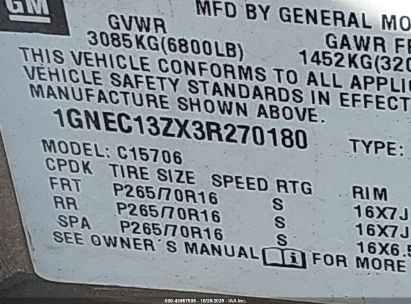 GM
MFD BY GENERAL MO
GVWR
GAWR FR
3085KG(6800LB)
1452KG(320
THIS VEHICLE CONFORMS TO ALL APPLI
VEHICLE SAFETY STANDARDS IN EFFECT
MANUFACTURE SHOWN ABOVE.
1GNEC13ZX3R270180
TYPE:
MODEL: C15706
CPDK TIRE SIZE SPEED RTG RIM
FRT P265/70R16 S 16X7J
RR P265/70R16 S 16X7J
SPA P265/70R16 S 16X6.5
SEE OWNER'S MANUAL FOR MORE